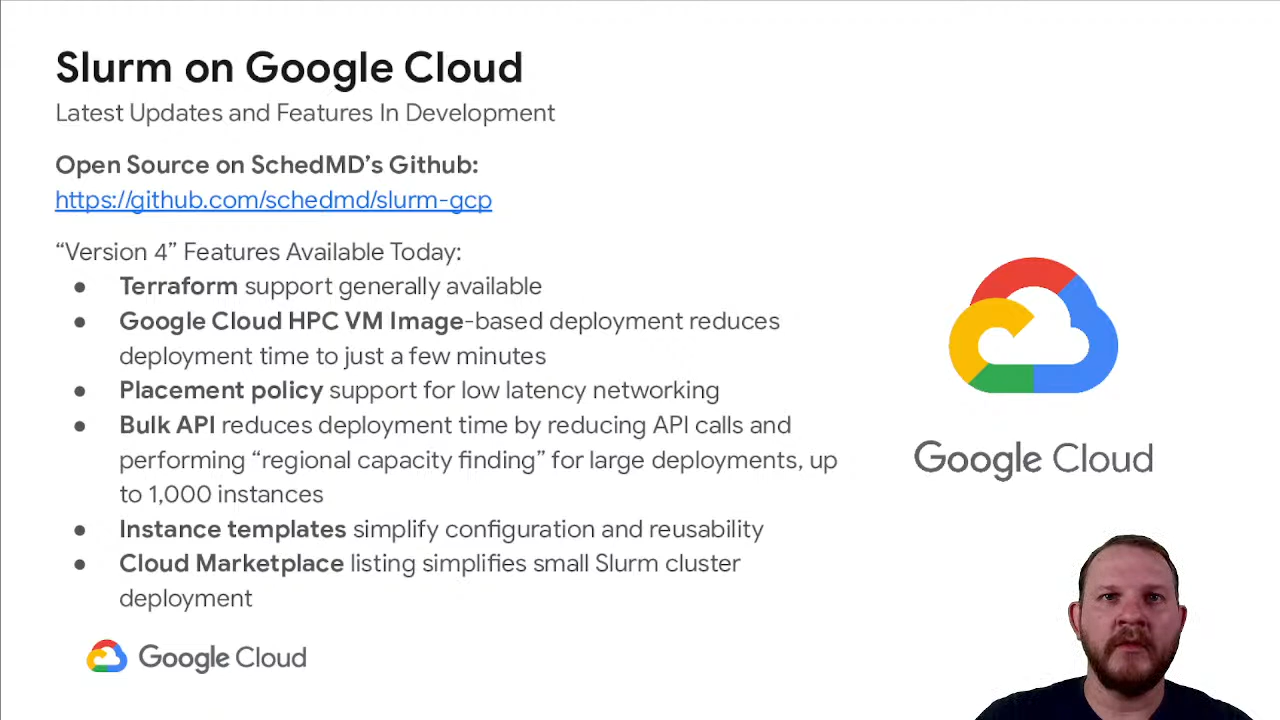 Slurm on Google Cloud
Latest Updates and Features In Development
Open Source on SchedMD’s Github:
https://github.com/schedmd/slurm-gcp
“Version 4” Features Available Today:
● Terraform support generally available
● Google Cloud HPC VM Image-based deployment reduces
deployment time to just a few minutes
● Placement policy support for low latency networking
● Bulk API reduces deployment time by reducing API calls and
performing “regional capacity finding” for large deployments, up
to 1,000 instances
● Instance templates simplify configuration and reusability
● Cloud Marketplace listing simplifies small Slurm cluster
deployment
Google Cloud
Google Cloud